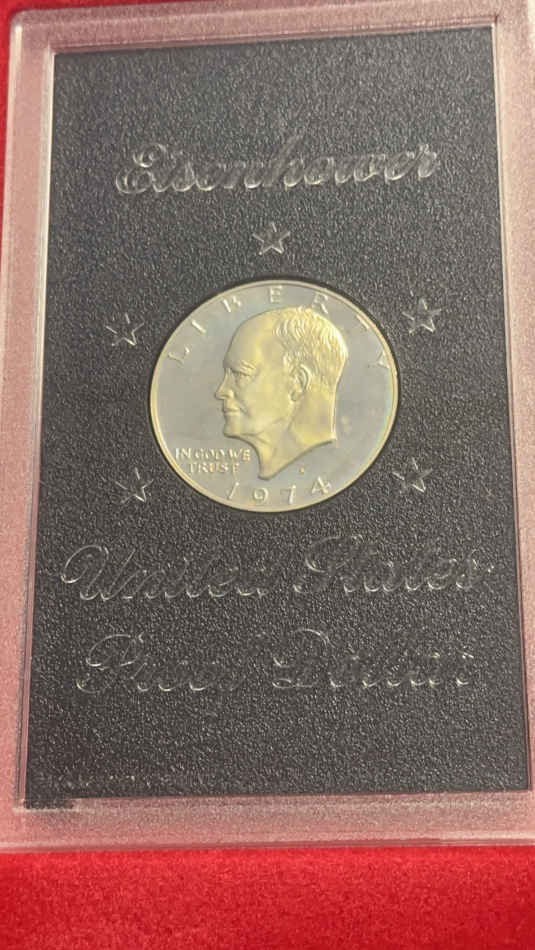 Eisenhower
LIBERTY
IN GOD WE
TRUST
S
1974
United States
Proof Dollar